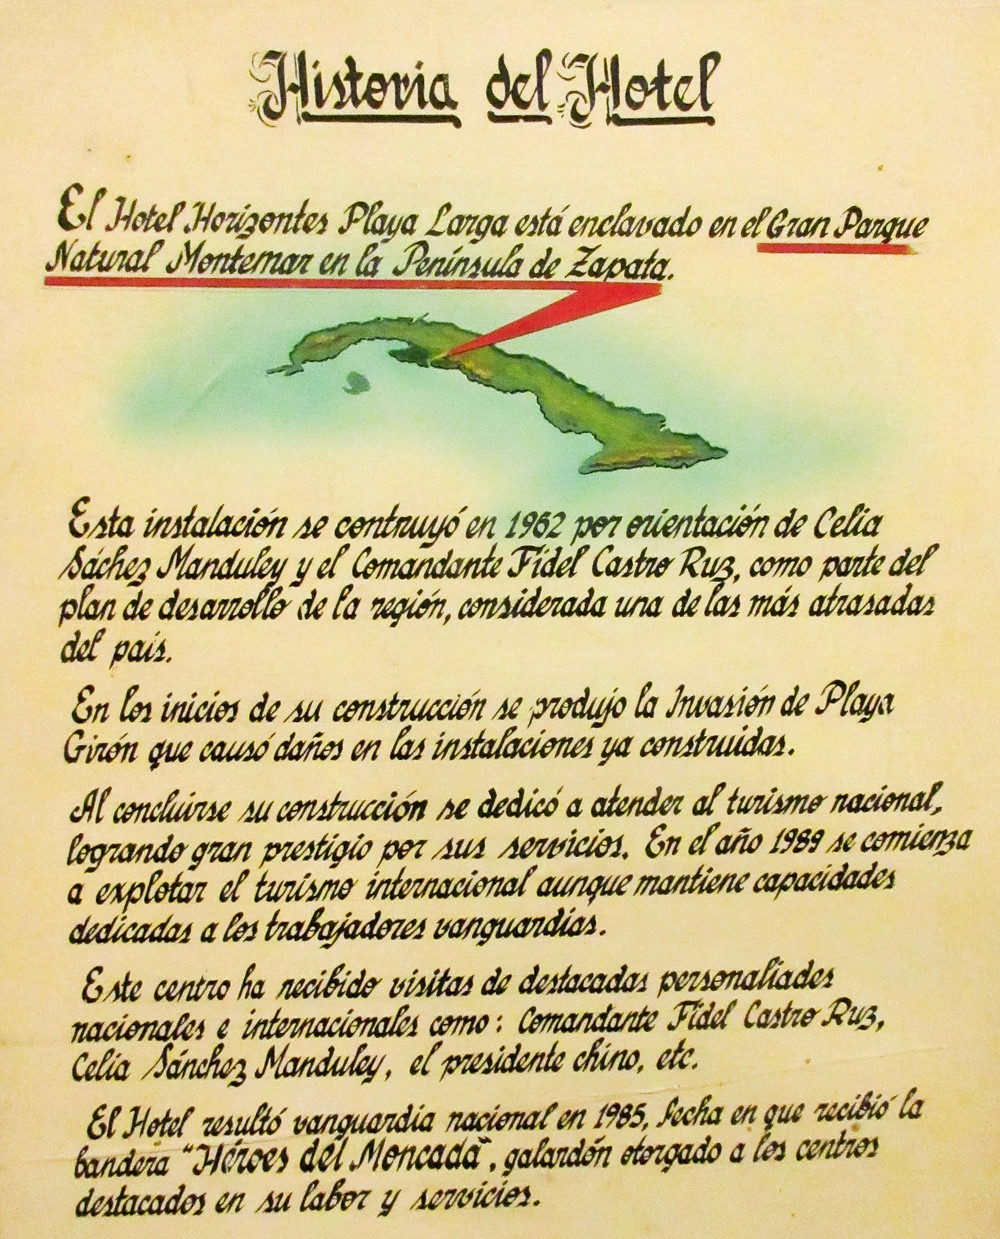 Historia del Hotel
El Hotel Horizontes Playa Larga está enclavado en el Gran Parque
Natural Montemar en la Península de Zapata.
Esta instalación se contruyó en 1962 por orientación de Celia
Sáchez Manduley y el Comandante Fidel Castro Ruz, como parte del
plan de desarrollo de la región, considerada una de las más atrasadas
del país.
En los inicios de su construcción se produjo la Invasión de Playa
Girón que causó daños en las instalaciones ya construidas.
Al concluirse su construcción se dedicó a atender al turismo nacional,
logrando gran prestigio por sus servicios. En el año 1989 se comienza
a explotar el turismo internacional aunque mantiene capacidades
dedicadas a los trabajadores vanguardias.
Este centro ha recibido visitas de destacadas personaliades
nacionales e internacionales como: Comandante Fidel Castro Ruz,
Celia Sánchez Manduley, el presidente chino, etc.
El Hotel resultó vanguardia nacional en 1985, fecha en que recibió la
bandera "Héroes del Moncada", galardón otorgado a los centros
destacados en su labor y servicios.